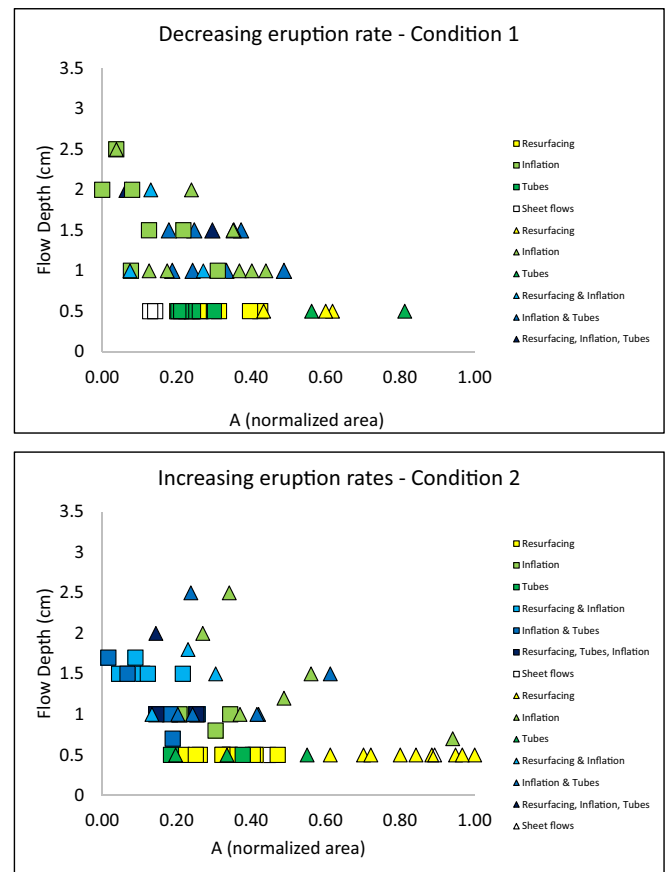 Decreasing eruption rate - Condition 1
3.5
3
2.5
2
1.5
1
0.5
0
Flow Depth (cm)
0.00 0.20 0.40 0.60 0.80 1.00
A (normalized area)
Resurfacing
Inflation
Tubes
Sheet flows
Resurfacing
Inflation
Tubes
Resurfacing & Inflation
Inflation & Tubes
Resurfacing, Inflation, Tubes
Increasing eruption rates - Condition 2
3.5
3
2.5
2
1.5
1
0.5
0
Flow Depth (cm)
0.00 0.20 0.40 0.60 0.80 1.00
A (normalized area)
Resurfacing
Inflation
Tubes
Resurfacing & Inflation
Inflation & Tubes
Resurfacing, Tubes, Inflation
Sheet flows
Resurfacing
Inflation
Tubes
Resurfacing & Inflation
Inflation & Tubes
Resurfacing, Inflation, Tubes
Sheet flows